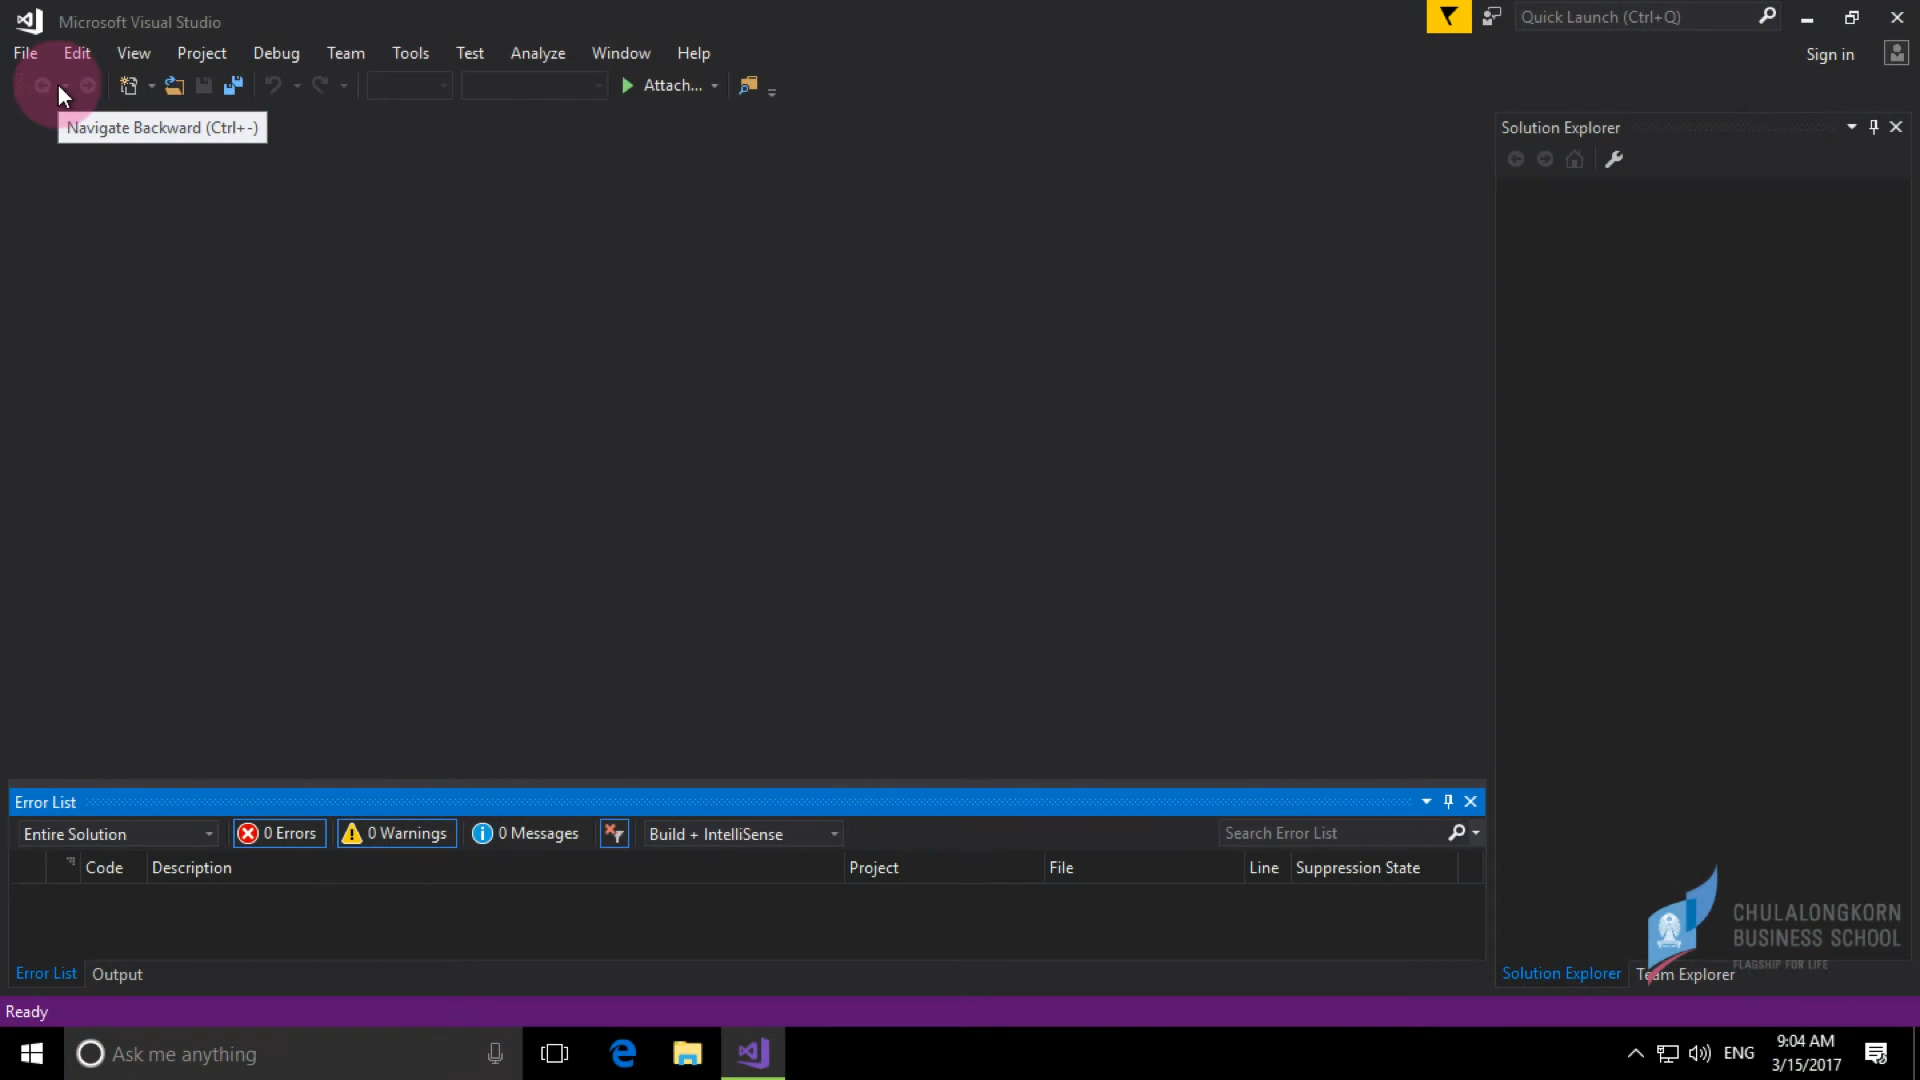 Microsoft Visual Studio
Quick Launch (Ctrl+Q)
File Edit View Project Debug Team Tools Test Analyze Window Help
Sign in
Attach...
Navigate Backward (Ctrl+-)
Solution Explorer
Error List
Entire Solution
0 Errors
0 Warnings
0 Messages
Build + IntelliSense
Search Error List
Code Description Project File Line Suppression State
CHULALONGKORN
BUSINESS SCHOOL
FLAGSHIP FOR LIFE
Error List Output
Solution Explorer Team Explorer
Ready
Ask me anything
ENG
9:04 AM
3/15/2017